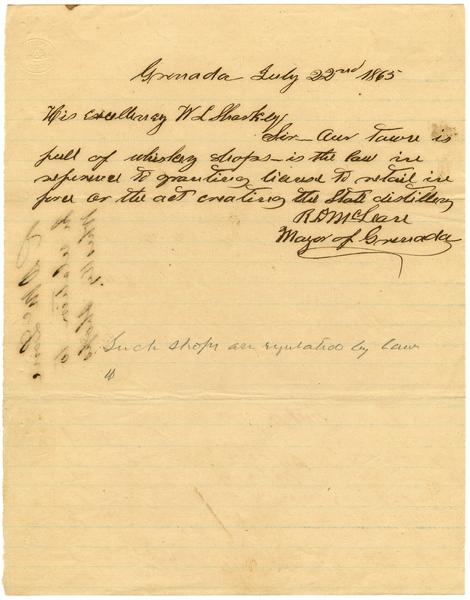 Grenada July 22nd 1865
His excellency W L Sharkey
Sir - Our town is
full of whiskey shops - is the law in
reference to granting license to retail in
force or the act creating the State distillery
R D McLean
Mayor of Grenada
Such shops are regulated by law